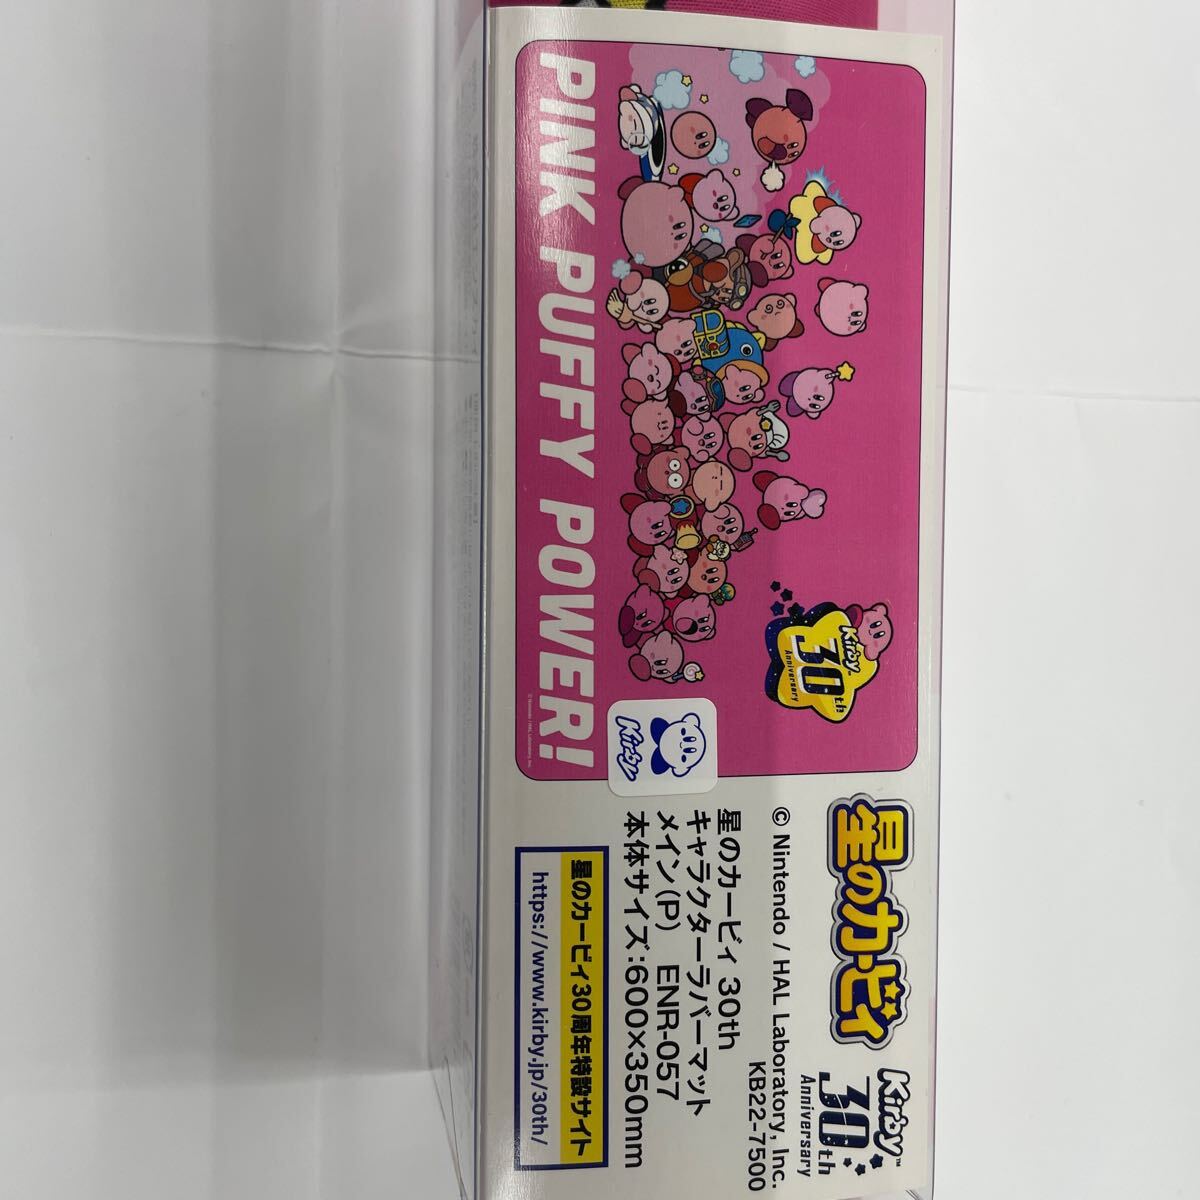 PINK PUFFY POWER!
Kirby
30th
Anniversary
Kirby
星のカービィ
Kirby™
30th
Anniversary
© Nintendo / HAL Laboratory, Inc.
KB22-7500
星のカービィ 30th
キャラクターラバーマット
メイン(P) ENR-057
本体サイズ:600×350mm
星のカービィ30周年特設サイト
https://www.kirby.jp/30th/